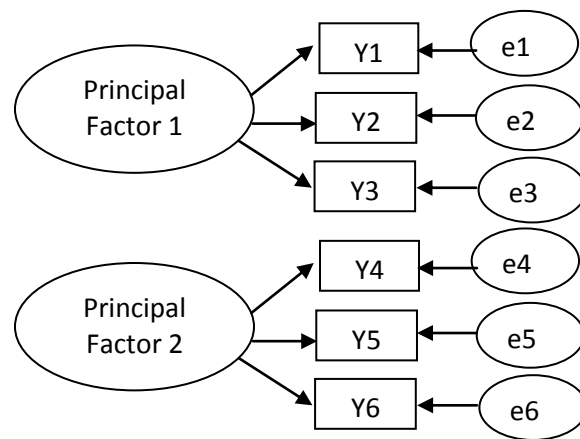 Principal
Factor 1
Y1
e1
Y2
e2
Y3
e3
Principal
Factor 2
Y4
e4
Y5
e5
Y6
e6